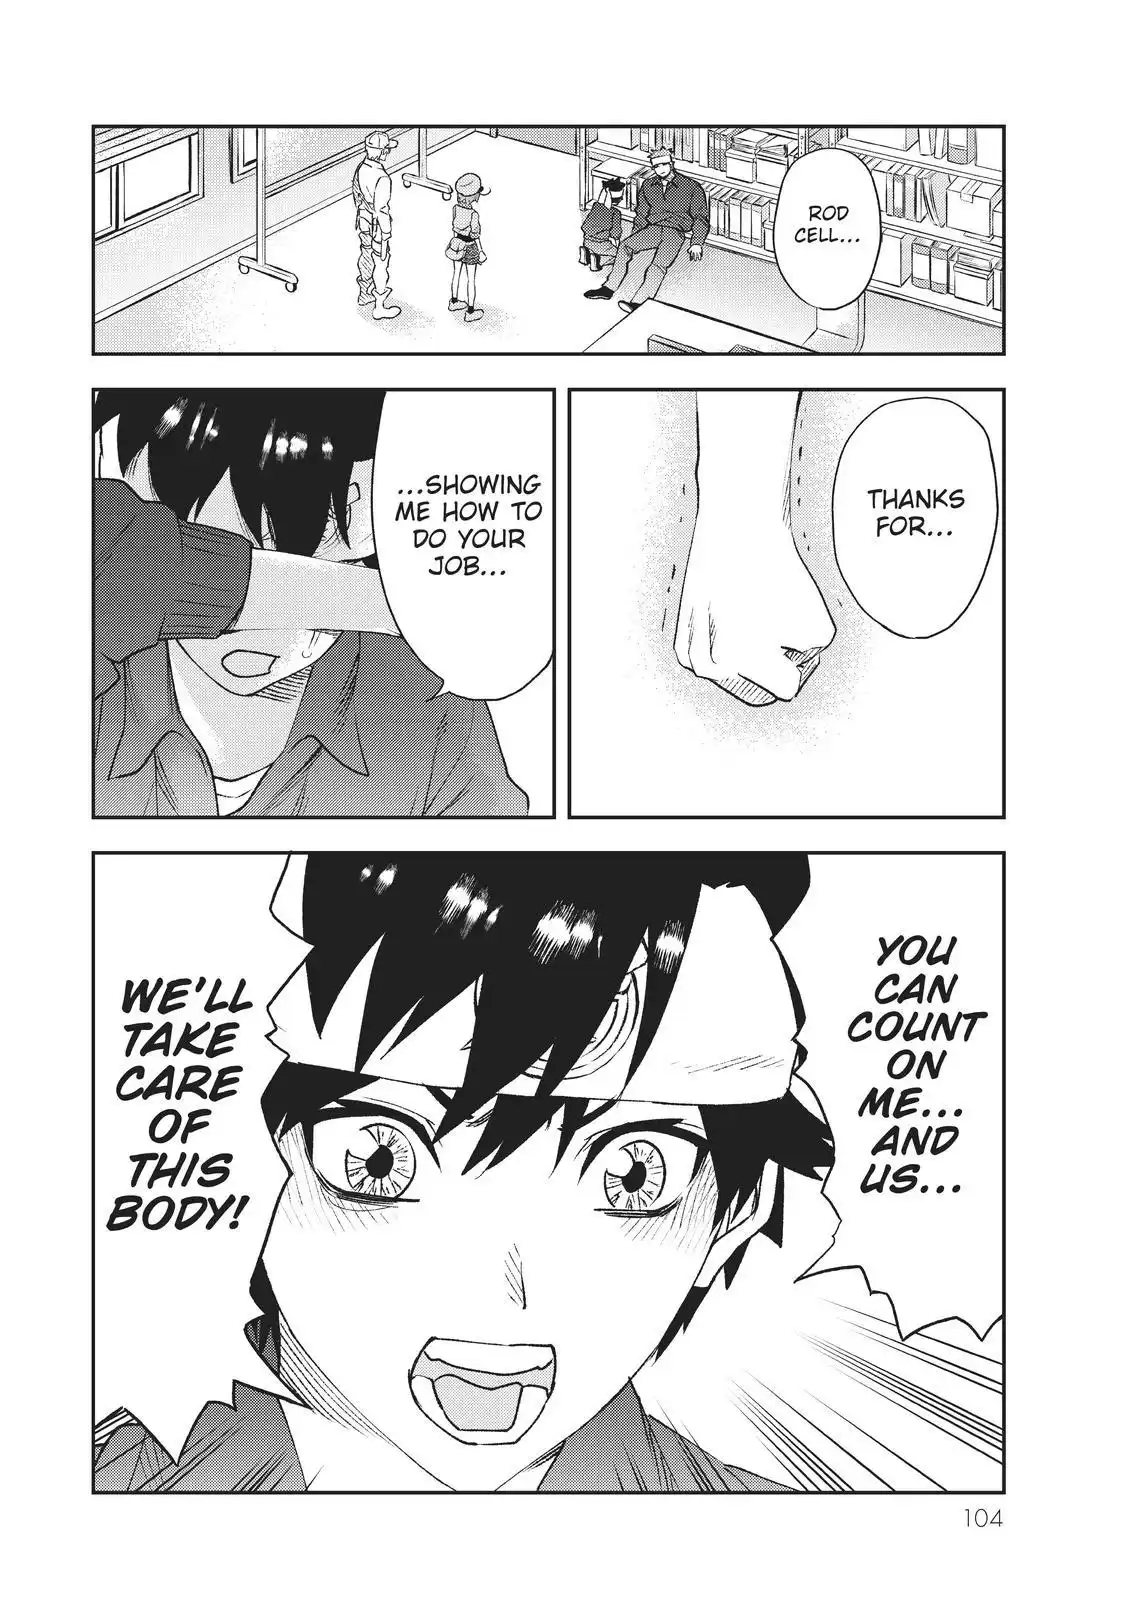 ROD
CELL...
THANKS
FOR...
...SHOWING
ME HOW TO
DO YOUR
JOB...
YOU
CAN
COUNT
ON
ME...
AND
US...
WE'LL
TAKE
CARE
OF
THIS
BODY!
104